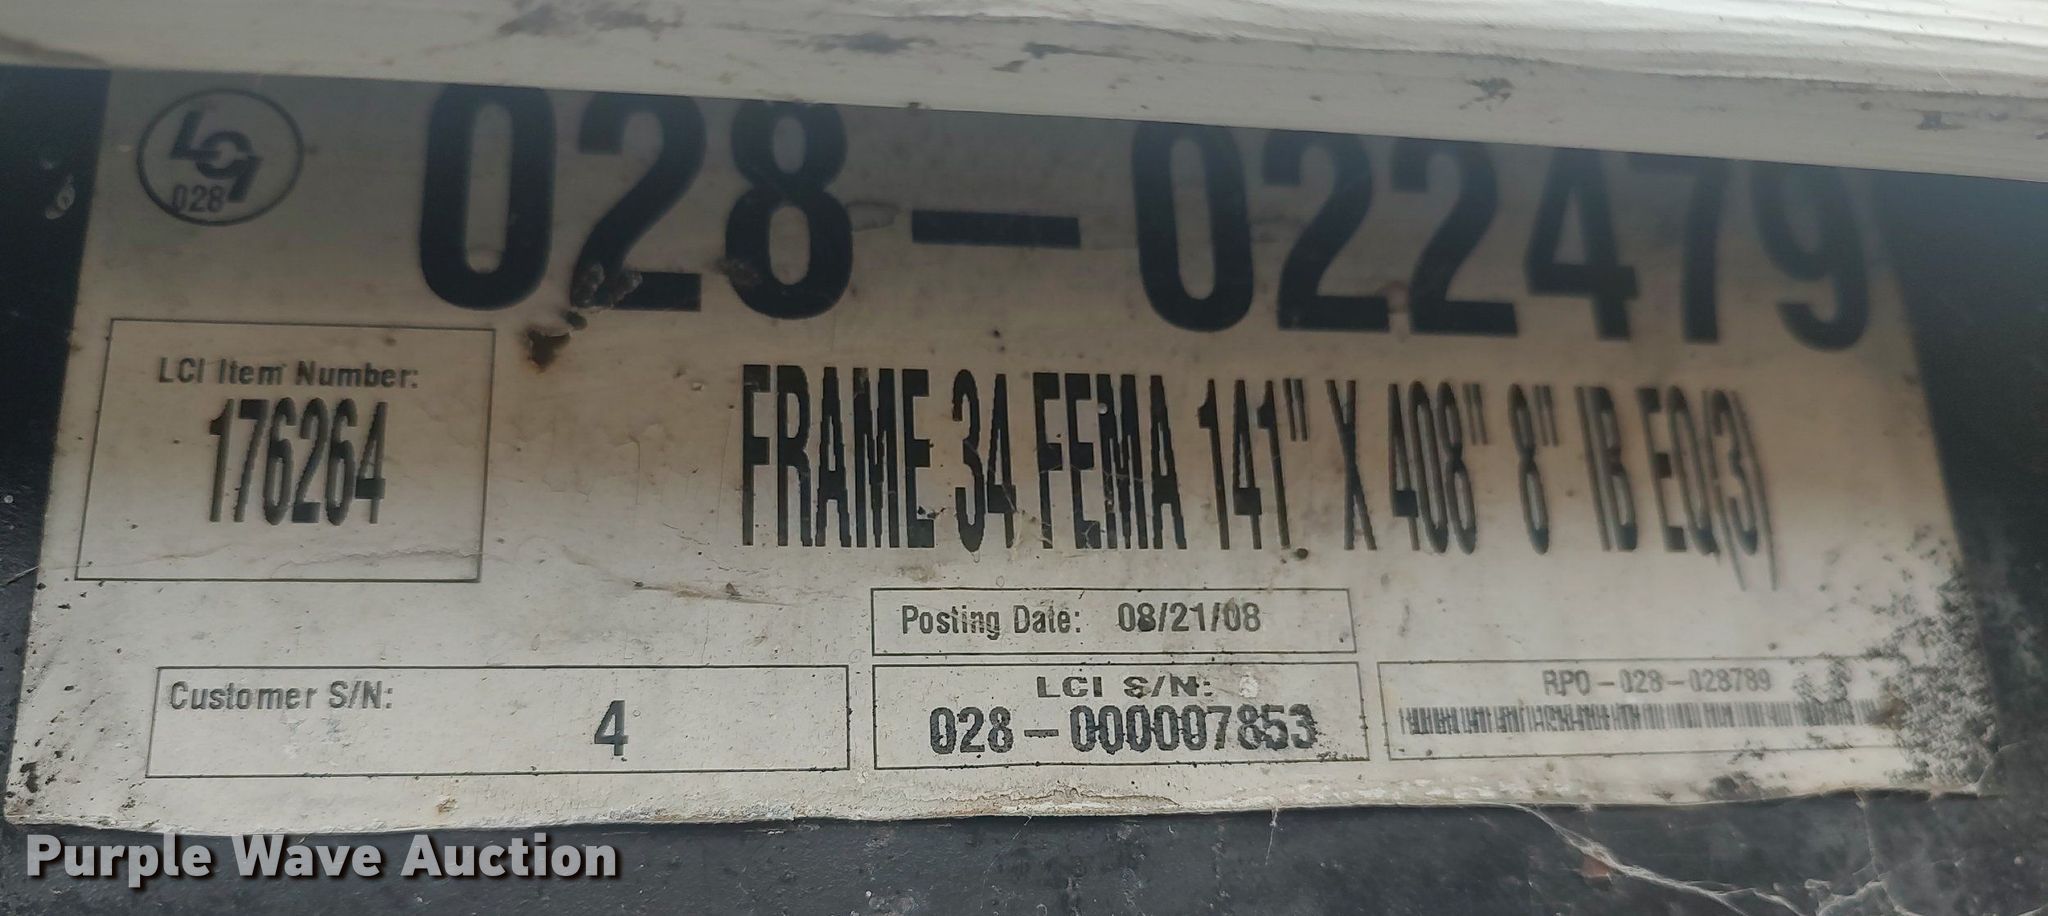 LCI
028
028-022479
LCI Item Number:
176264
FRAME 34 FEMA 141" X 408" 8" IB EQ(3)
Posting Date: 08/21/08
Customer S/N:
4
LCI S/N:
028-000007853
RPO-028-028789
Purple Wave Auction